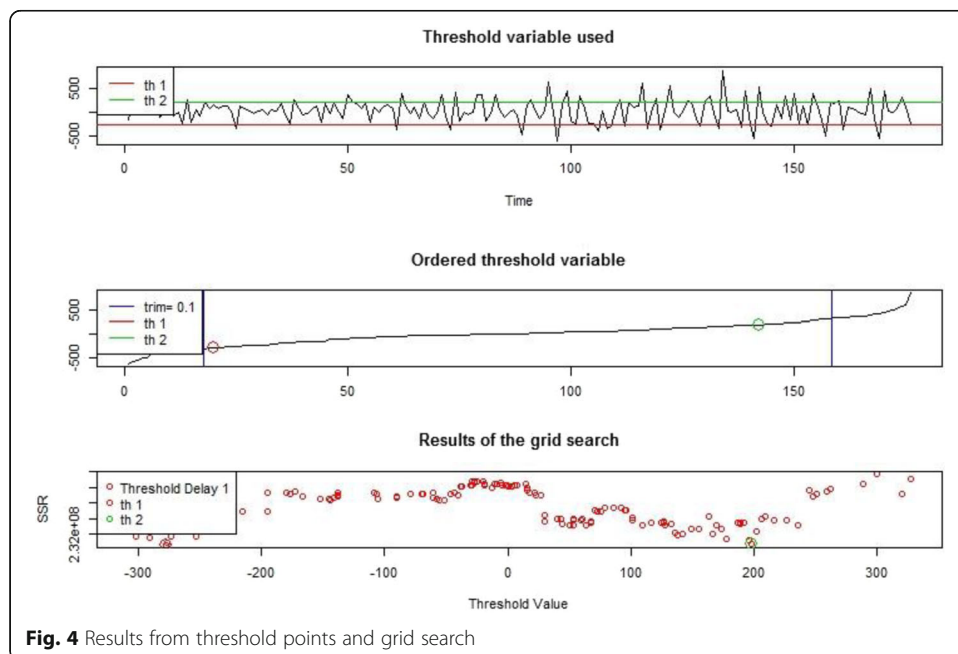 Threshold variable used
th 1
th 2
500
-500
0 50 100 150
Time
Ordered threshold variable
trim= 0.1
th 1
th 2
500
-500
0 50 100 150
Results of the grid search
Threshold Delay 1
th 1
th 2
SSR
2.32e+08
-300 -200 -100 0 100 200 300
Threshold Value
Fig. 4 Results from threshold points and grid search